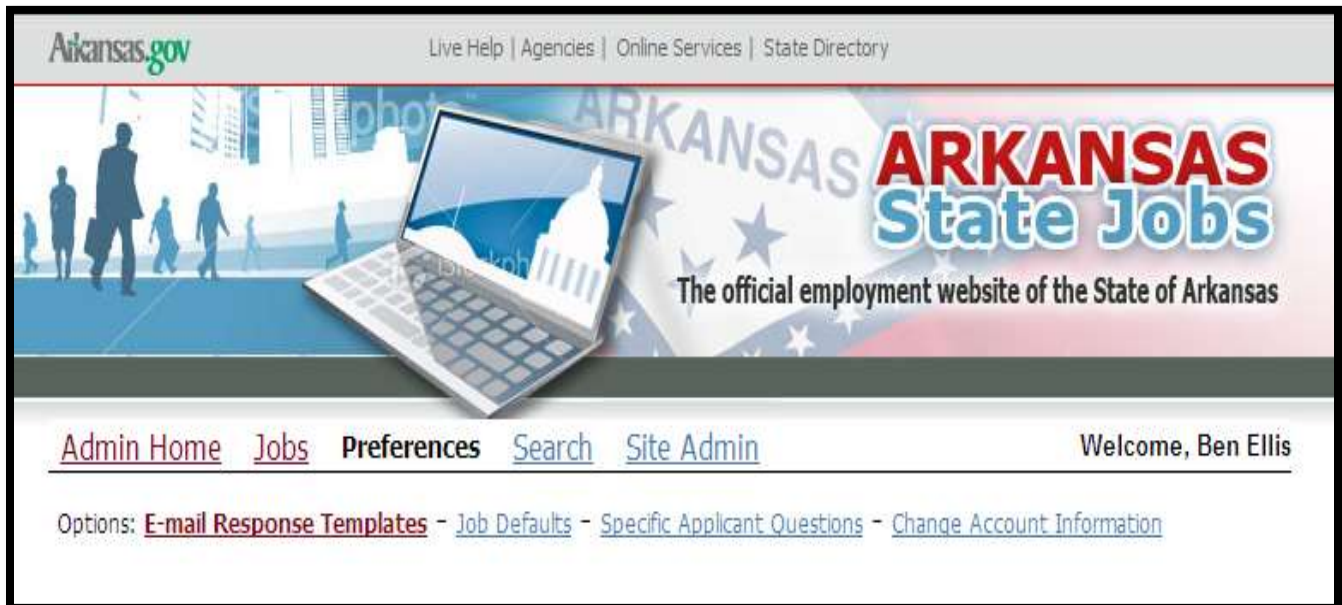 Arkansas.gov
Live Help | Agencies | Online Services | State Directory
ARKANSAS
ARKANSAS
State Jobs
The official employment website of the State of Arkansas
Admin Home Jobs Preferences Search Site Admin Welcome, Ben Ellis
Options: E-mail Response Templates - Job Defaults - Specific Applicant Questions - Change Account Information